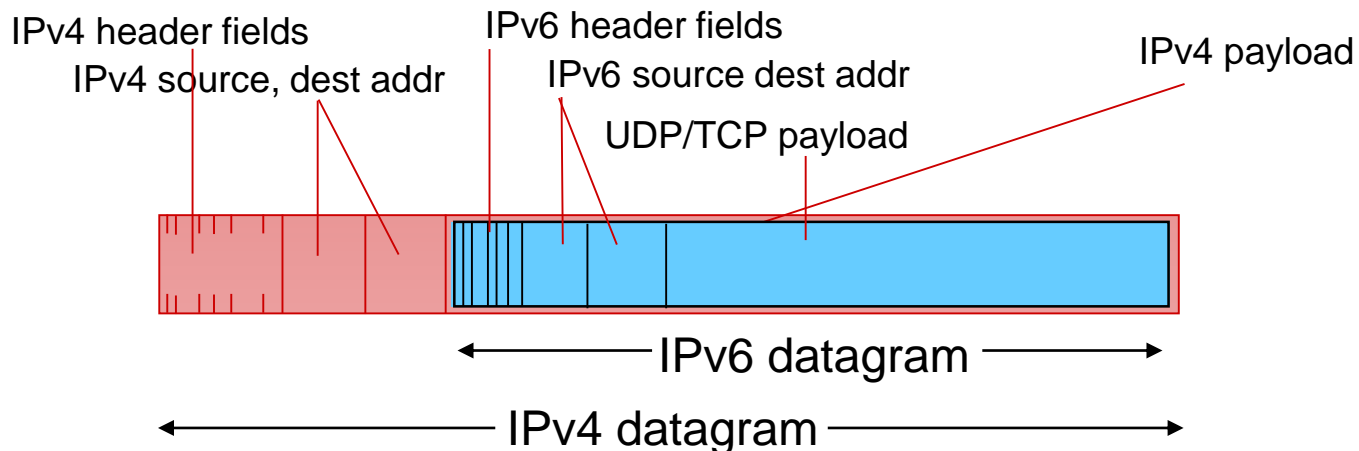 IPv4 header fields
IPv6 header fields
IPv4 payload
IPv4 source, dest addr
IPv6 source dest addr
UDP/TCP payload
IPv6 datagram
IPv4 datagram